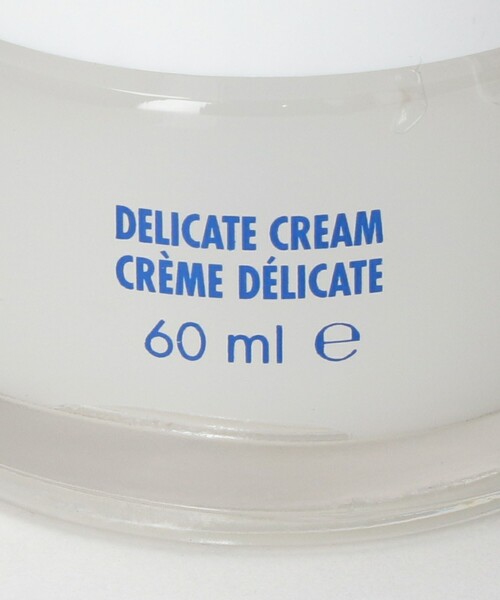 DELICATE CREAM
CRÈME DÉLICATE
60 ml ℮